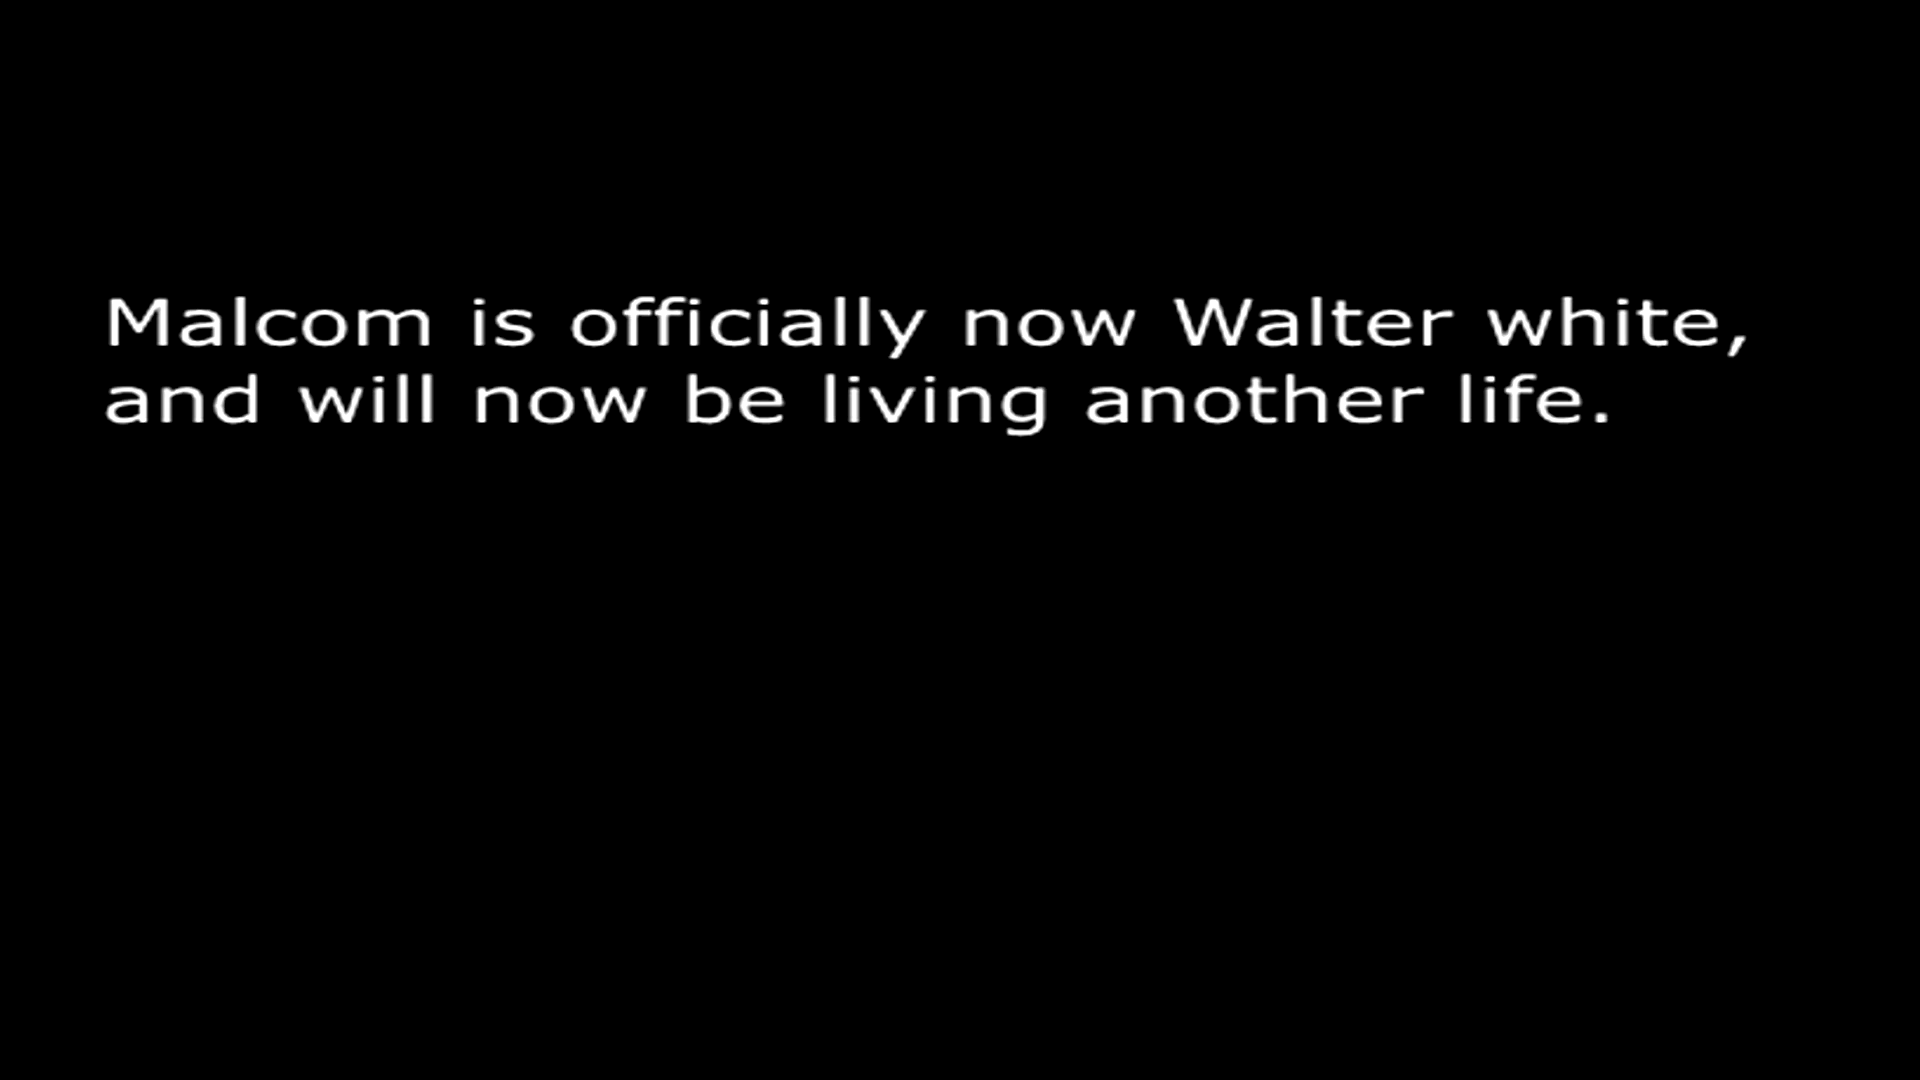 Malcom is officially now Walter white,
and will now be living another life.